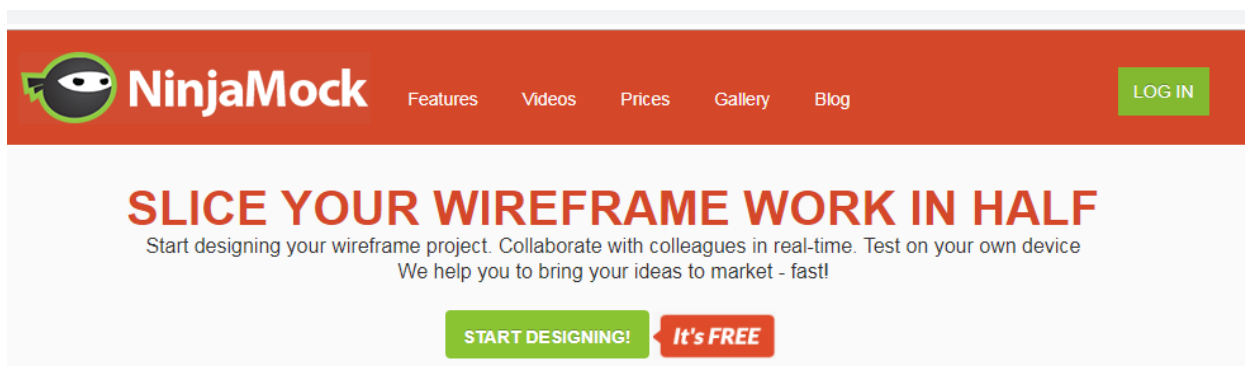 NinjaMock
Features Videos Prices Gallery Blog
LOG IN
SLICE YOUR WIREFRAME WORK IN HALF
Start designing your wireframe project. Collaborate with colleagues in real-time. Test on your own device
We help you to bring your ideas to market - fast!
START DESIGNING! It's FREE